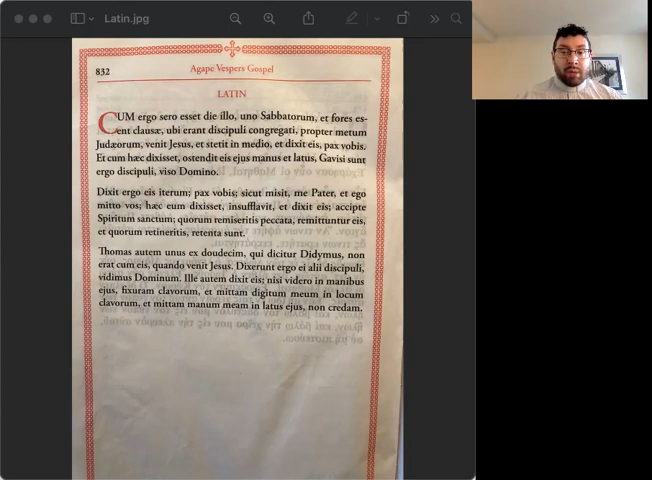 Latin.jpg
832
Agape Vespers Gospel
LATIN
CUM ergo sero esset die illo, uno Sabbatorum, et fores es-
sent clausæ, ubi erant discipuli congregati, propter metum
Judæorum, venit Jesus, et stetit in medio, et dixit eis, pax vobis.
Et cum hæc dixisset, ostendit eis ejus manus et latus, Gavisi sunt
ergo discipuli, viso Domino.
Dixit ergo eis iterum; pax vobis; sicut misit, me Pater, et ego
mitto vos; hæc eum dixisset, insufflavit, et dixit eis; accipte
Spiritum sanctum; quorum remiseritis peccata, remittuntur eis,
et quorum retineritis, retenta sunt.
Thomas autem unus ex doudecim, qui dicitur Didymus, non
erat cum eis, quando venit Jesus. Dixerunt ergo ei alii discipuli,
vidimus Dominum. Ille autem dixit eis; nisi videro in manibus
ejus, fixuram clavorum, et mittam digitum meum in locum
clavorum, et mittam manum meam in latus ejus, non credam.